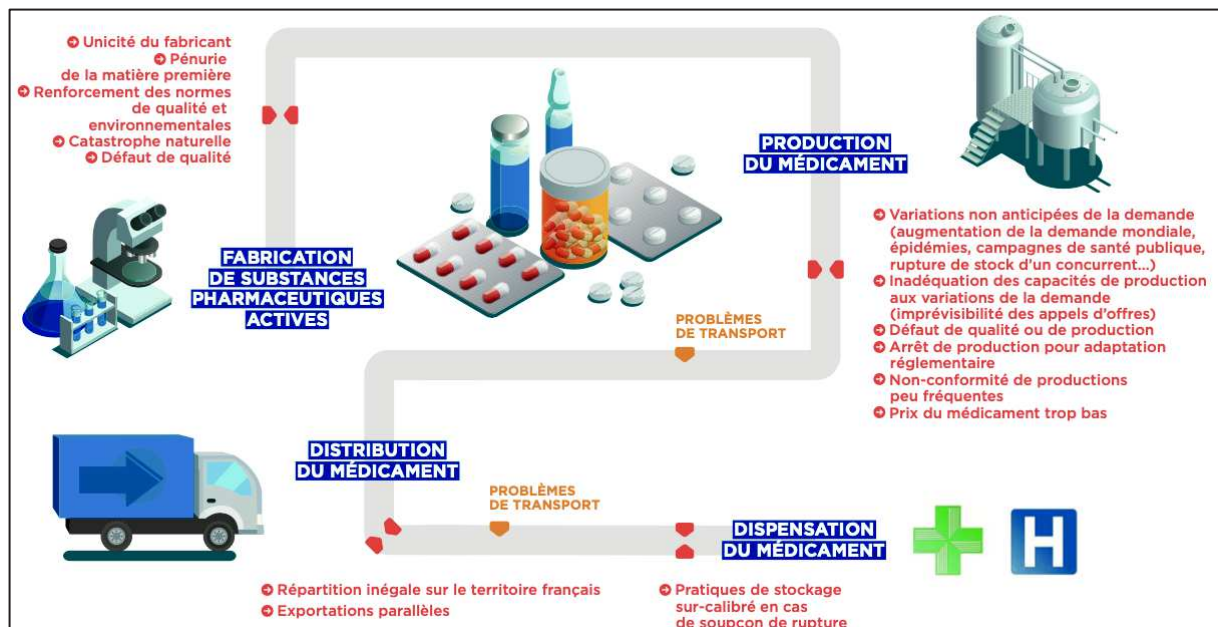 Unicité du fabricant
Pénurie
de la matière première
Renforcement des normes
de qualité et
environnementales
Catastrophe naturelle
Défaut de qualité
FABRICATION
DE SUBSTANCES
PHARMACEUTIQUES
ACTIVES
PRODUCTION
DU MÉDICAMENT
Variations non anticipées de la demande
(augmentation de la demande mondiale,
épidémies, campagnes de santé publique,
rupture de stock d'un concurrent...)
Inadéquation des capacités de production
aux variations de la demande
(imprévisibilité des appels d'offres)
Défaut de qualité ou de production
Arrêt de production pour adaptation
réglementaire
Non-conformité de productions
peu fréquentes
Prix du médicament trop bas
PROBLÈMES
DE TRANSPORT
DISTRIBUTION
DU MÉDICAMENT
PROBLÈMES
DE TRANSPORT
Répartition inégale sur le territoire français
Exportations parallèles
DISPENSATION
DU MÉDICAMENT
H
Pratiques de stockage
sur-calibré en cas
de soupçon de rupture